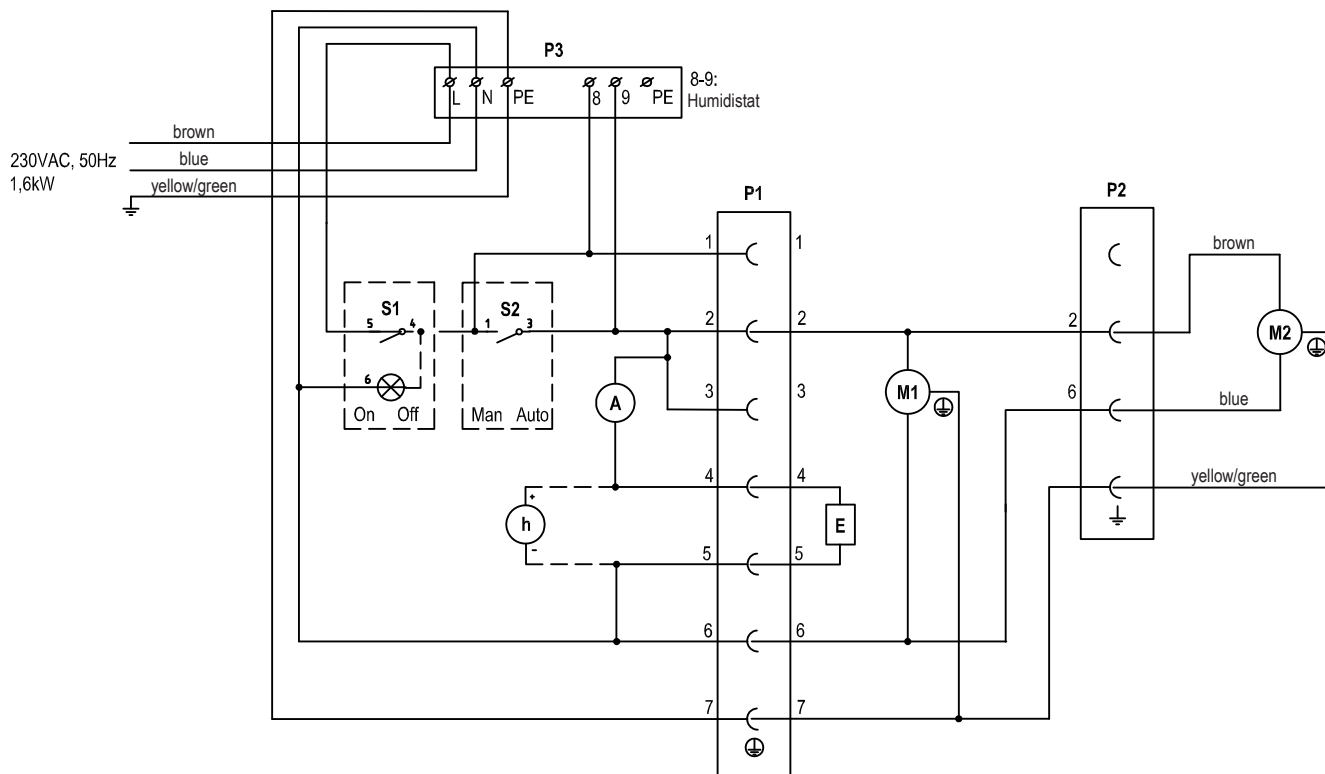 P3
L N PE 8 9 PE
8-9:
Humidistat
brown
230VAC, 50Hz
blue
1,6kW
yellow/green
P1
P2
1 1
brown
S1
S2
5 4
1 3
2 2
2
M2
6
3 3
6
A
M1
On Off
Man Auto
blue
4 4
yellow/green
+
h
E
-
5 5
6 6
7 7